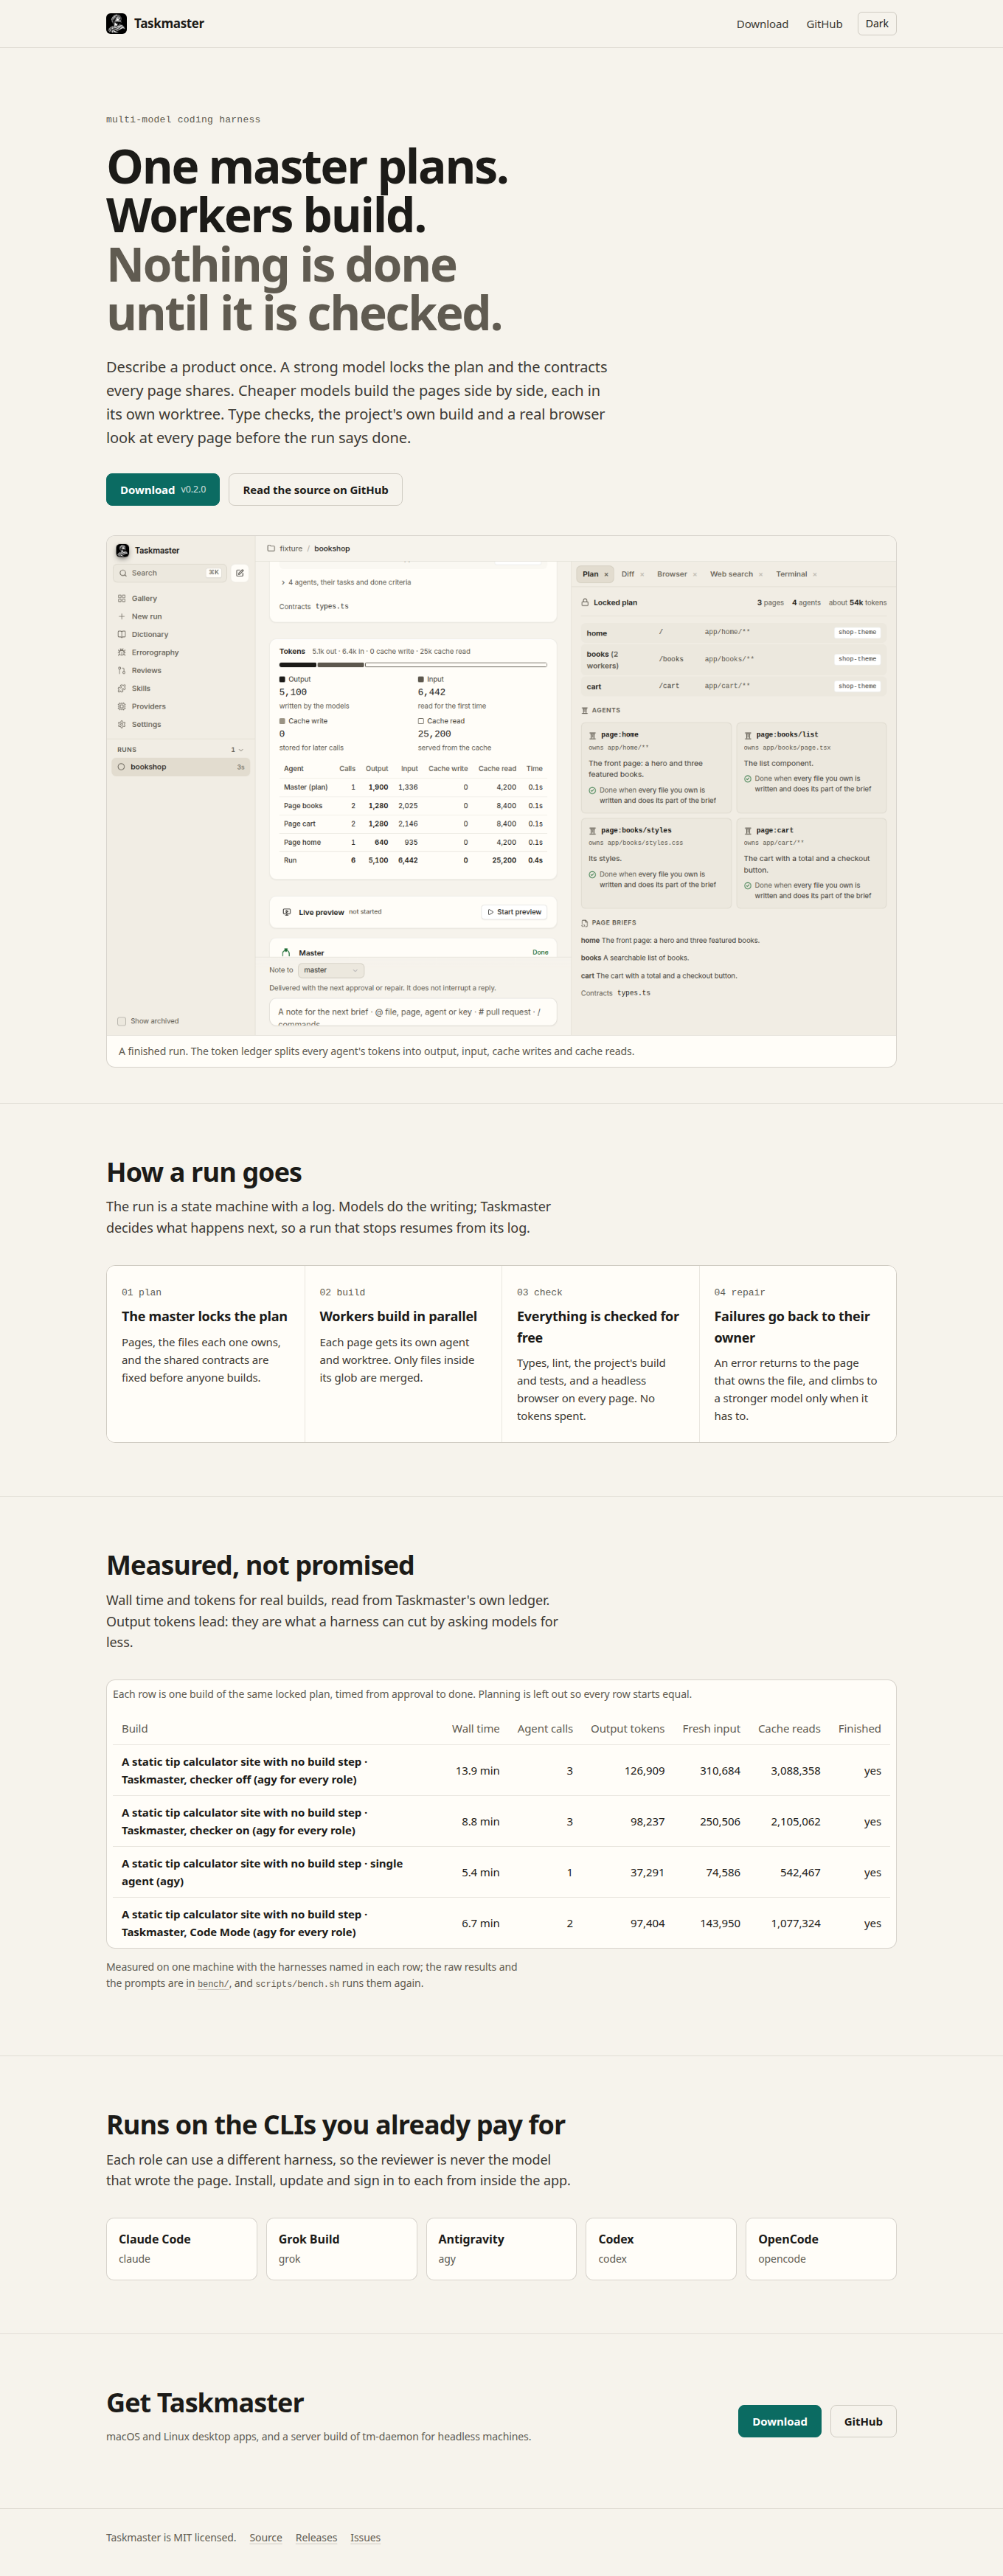 Taskmaster
Download GitHub Dark
multi-model coding harness
One master plans.
Workers build.
Nothing is done
until it is checked.
Describe a product once. A strong model locks the plan and the contracts
every page shares. Cheaper models build the pages side by side, each in
its own worktree. Type checks, the project's own build and a real browser
look at every page before the run says done.
Download v0.2.0 Read the source on GitHub
Taskmaster
Search ⌘K
Gallery
New run
Dictionary
Errorography
Reviews
Skills
Providers
Settings
RUNS 1
bookshop 3s
Show archived
fixture / bookshop
4 agents, their tasks and done criteria
Contracts types.ts
Tokens 5.1k out · 6.4k in · 0 cache write · 25k cache read
Output Input
5,100 6,442
written by the models read for the first time
Cache write Cache read
0 25,200
stored for later calls served from the cache
Agent Calls Output Input Cache write Cache read Time
Master (plan) 1 1,900 1,336 0 4,200 0.1s
Page books 2 1,280 2,025 0 8,400 0.1s
Page cart 2 1,280 2,146 0 8,400 0.1s
Page home 1 640 935 0 4,200 0.1s
Run 6 5,100 6,442 0 25,200 0.4s
Live preview not started Start preview
Master Done
Note to master
Delivered with the next approval or repair. It does not interrupt a reply.
A note for the next brief · @ file, page, agent or key · # pull request · /
commands
Plan × Diff × Browser × Web search × Terminal ×
Locked plan 3 pages 4 agents about 54k tokens
home / app/home/** shop-theme
books (2 workers) /books app/books/** shop-theme
cart /cart app/cart/** shop-theme
AGENTS
page:home
owns app/home/**
The front page: a hero and three
featured books.
Done when every file you own is
written and does its part of the brief
page:books/list
owns app/books/page.tsx
The list component.
Done when every file you own is
written and does its part of the brief
page:books/styles
owns app/books/styles.css
Its styles.
Done when every file you own is
written and does its part of the brief
page:cart
owns app/cart/**
The cart with a total and a checkout
button.
Done when every file you own is
written and does its part of the brief
PAGE BRIEFS
home The front page: a hero and three featured books.
books A searchable list of books.
cart The cart with a total and a checkout button.
Contracts types.ts
A finished run. The token ledger splits every agent's tokens into output, input, cache writes and cache reads.
How a run goes
The run is a state machine with a log. Models do the writing; Taskmaster
decides what happens next, so a run that stops resumes from its log.
01 plan
The master locks the plan
Pages, the files each one owns,
and the shared contracts are
fixed before anyone builds.
02 build
Workers build in parallel
Each page gets its own agent
and worktree. Only files inside
its glob are merged.
03 check
Everything is checked for
free
Types, lint, the project's build
and tests, and a headless
browser on every page. No
tokens spent.
04 repair
Failures go back to their
owner
An error returns to the page
that owns the file, and climbs to
a stronger model only when it
has to.
Measured, not promised
Wall time and tokens for real builds, read from Taskmaster's own ledger.
Output tokens lead: they are what a harness can cut by asking models for
less.
Each row is one build of the same locked plan, timed from approval to done. Planning is left out so every row starts equal.
Build Wall time Agent calls Output tokens Fresh input Cache reads Finished
A static tip calculator site with no build step ·
Taskmaster, checker off (agy for every role) 13.9 min 3 126,909 310,684 3,088,358 yes
A static tip calculator site with no build step ·
Taskmaster, checker on (agy for every role) 8.8 min 3 98,237 250,506 2,105,062 yes
A static tip calculator site with no build step · single
agent (agy) 5.4 min 1 37,291 74,586 542,467 yes
A static tip calculator site with no build step ·
Taskmaster, Code Mode (agy for every role) 6.7 min 2 97,404 143,950 1,077,324 yes
Measured on one machine with the harnesses named in each row; the raw results and
the prompts are in bench/, and scripts/bench.sh runs them again.
Runs on the CLIs you already pay for
Each role can use a different harness, so the reviewer is never the model
that wrote the page. Install, update and sign in to each from inside the app.
Claude Code
claude
Grok Build
grok
Antigravity
agy
Codex
codex
OpenCode
opencode
Get Taskmaster
macOS and Linux desktop apps, and a server build of tm-daemon for headless machines.
Download GitHub
Taskmaster is MIT licensed. Source Releases Issues